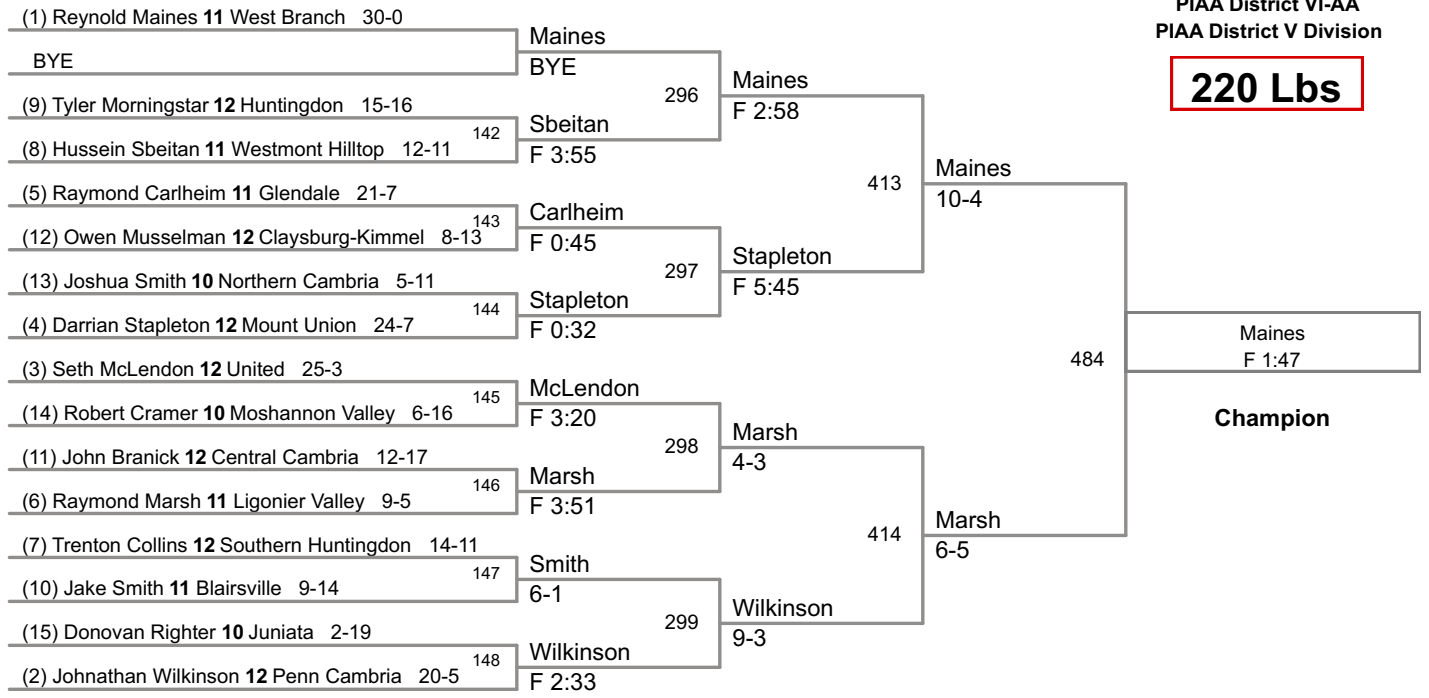 PIAA District VI-AA
PIAA District V Division
220 Lbs
(1) Reynold Maines 11 West Branch 30-0
BYE
(9) Tyler Morningstar 12 Huntingdon 15-16
142
(8) Hussein Sbeitan 11 Westmont Hilltop 12-11
(5) Raymond Carlheim 11 Glendale 21-7
143
(12) Owen Musselman 12 Claysburg-Kimmel 8-13
(13) Joshua Smith 10 Northern Cambria 5-11
144
(4) Darrian Stapleton 12 Mount Union 24-7
(3) Seth McLendon 12 United 25-3
145
(14) Robert Cramer 10 Moshannon Valley 6-16
(11) John Branick 12 Central Cambria 12-17
146
(6) Raymond Marsh 11 Ligonier Valley 9-5
(7) Trenton Collins 12 Southern Huntingdon 14-11
147
(10) Jake Smith 11 Blairsville 9-14
(15) Donovan Righter 10 Juniata 2-19
148
(2) Johnathan Wilkinson 12 Penn Cambria 20-5
Maines
BYE
296
Sbeitan
F 3:55
Carlheim
F 0:45
297
Stapleton
F 0:32
McLendon
F 3:20
298
Marsh
F 3:51
Smith
6-1
299
Wilkinson
F 2:33
Maines
F 2:58
413
Stapleton
F 5:45
Marsh
4-3
414
Wilkinson
9-3
Maines
10-4
484
Marsh
6-5
Maines
F 1:47
Champion